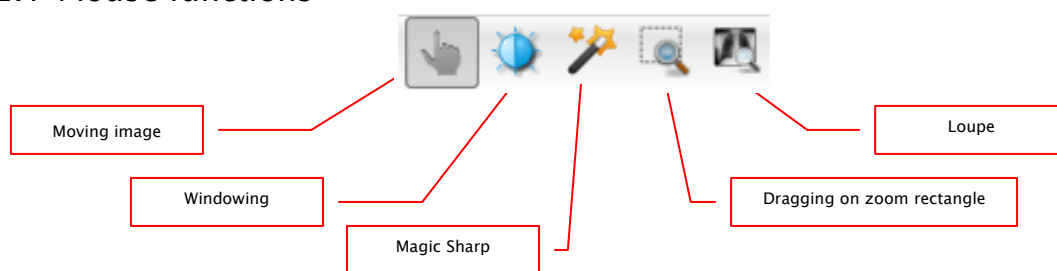 Mouse functions
Moving image
Loupe
Windowing
Dragging on zoom rectangle
Magic Sharp